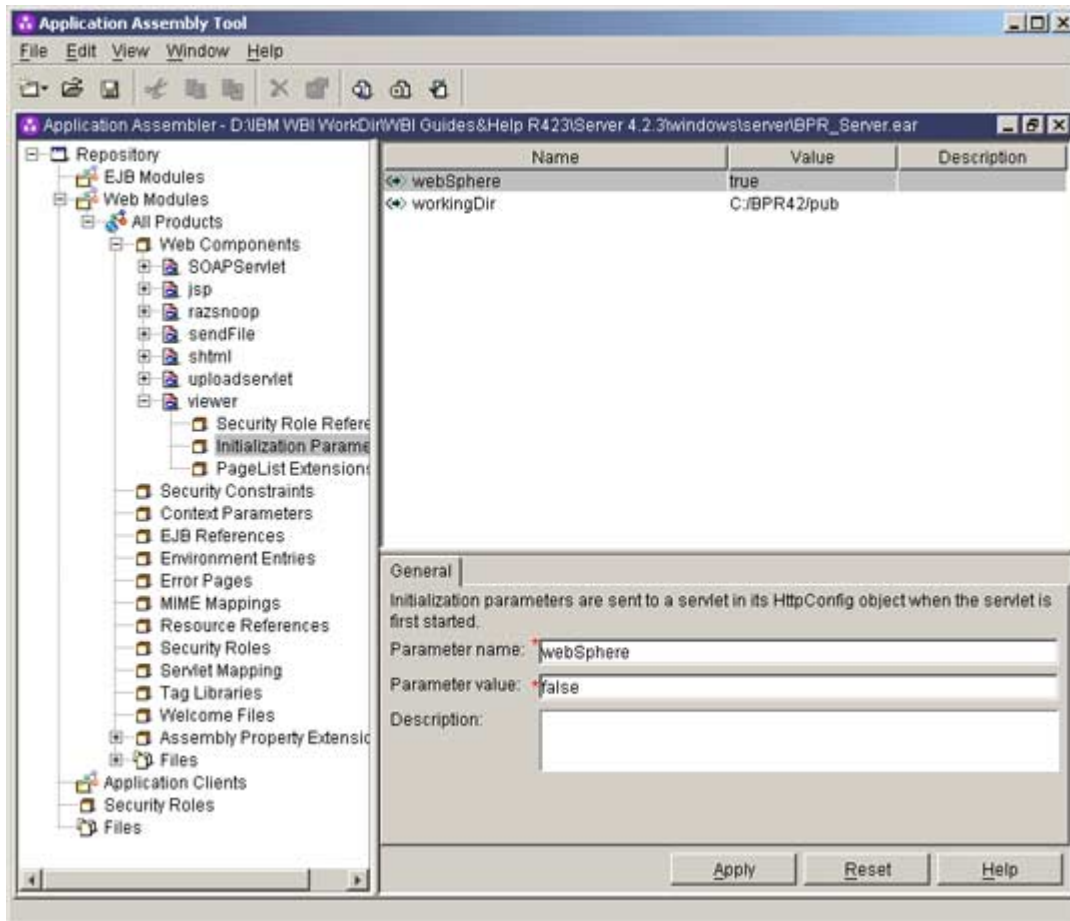 Application Assembly Tool
File Edit View Window Help
Application Assembler - D:\IBM WBI WorkDir\WBI Guides&Help R423\Server 4.2.3\windows\server\BPR_Server.ear
Repository
EJB Modules
Web Modules
All Products
Web Components
SOAPServlet
jsp
razsnoop
sendFile
shtml
uploadservlet
viewer
Security Role Refere
Initialization Parame
PageList Extensions
Security Constraints
Context Parameters
EJB References
Environment Entries
Error Pages
MIME Mappings
Resource References
Security Roles
Servlet Mapping
Tag Libraries
Welcome Files
Assembly Property Extensio
Files
Application Clients
Security Roles
Files
Name Value Description
webSphere true
workingDir C:/BPR42/pub
General
Initialization parameters are sent to a servlet in its HttpConfig object when the servlet is
first started.
Parameter name: *webSphere
Parameter value: *false
Description:
Apply Reset Help